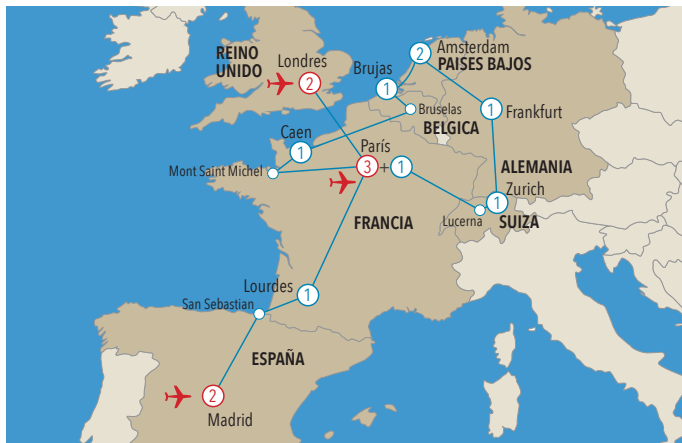 REINO
UNIDO
Londres
2
Amsterdam
2
PAISES BAJOS
Brujas
1
Bruselas
BELGICA
Frankfurt
1
ALEMANIA
Caen
1
Mont Saint Michel
París
3+1
Zurich
1
Lucerna
SUIZA
FRANCIA
Lourdes
1
San Sebastian
ESPAÑA
2
Madrid